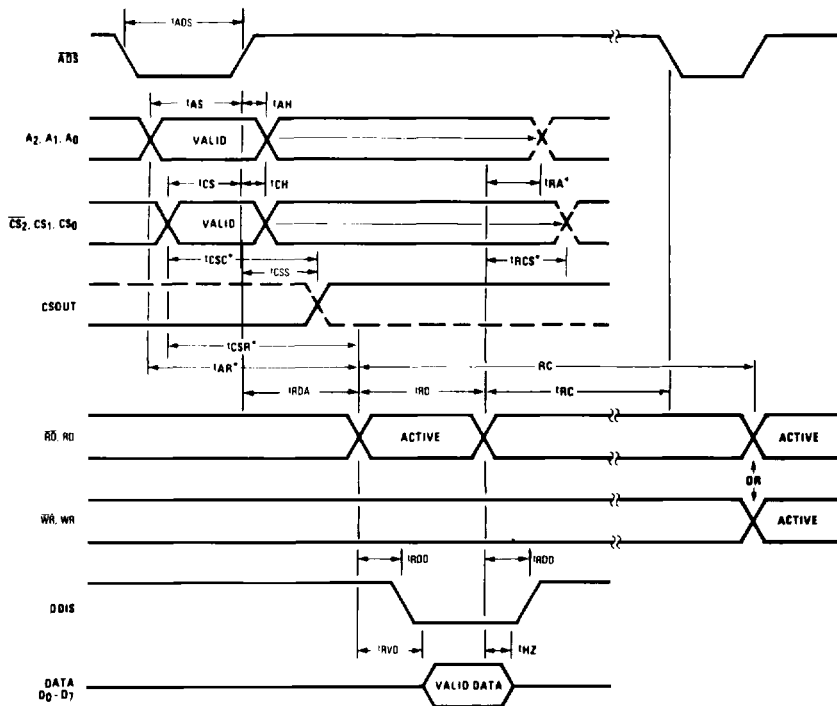 tADS
ADS
tAS tAH
A2, A1, A0 VALID
tRA*
tCS tCH
CS2, CS1, CS0 VALID
tCSC* tRCS*
tCSS
CSOUT
tCSR*
tAR* RC
tRDA tRD tRC
RD, RD ACTIVE ACTIVE
OR
WR, WR ACTIVE
tRDD tRDD
DDIS
tRVD tHZ
DATA VALID DATA
D0 - D7